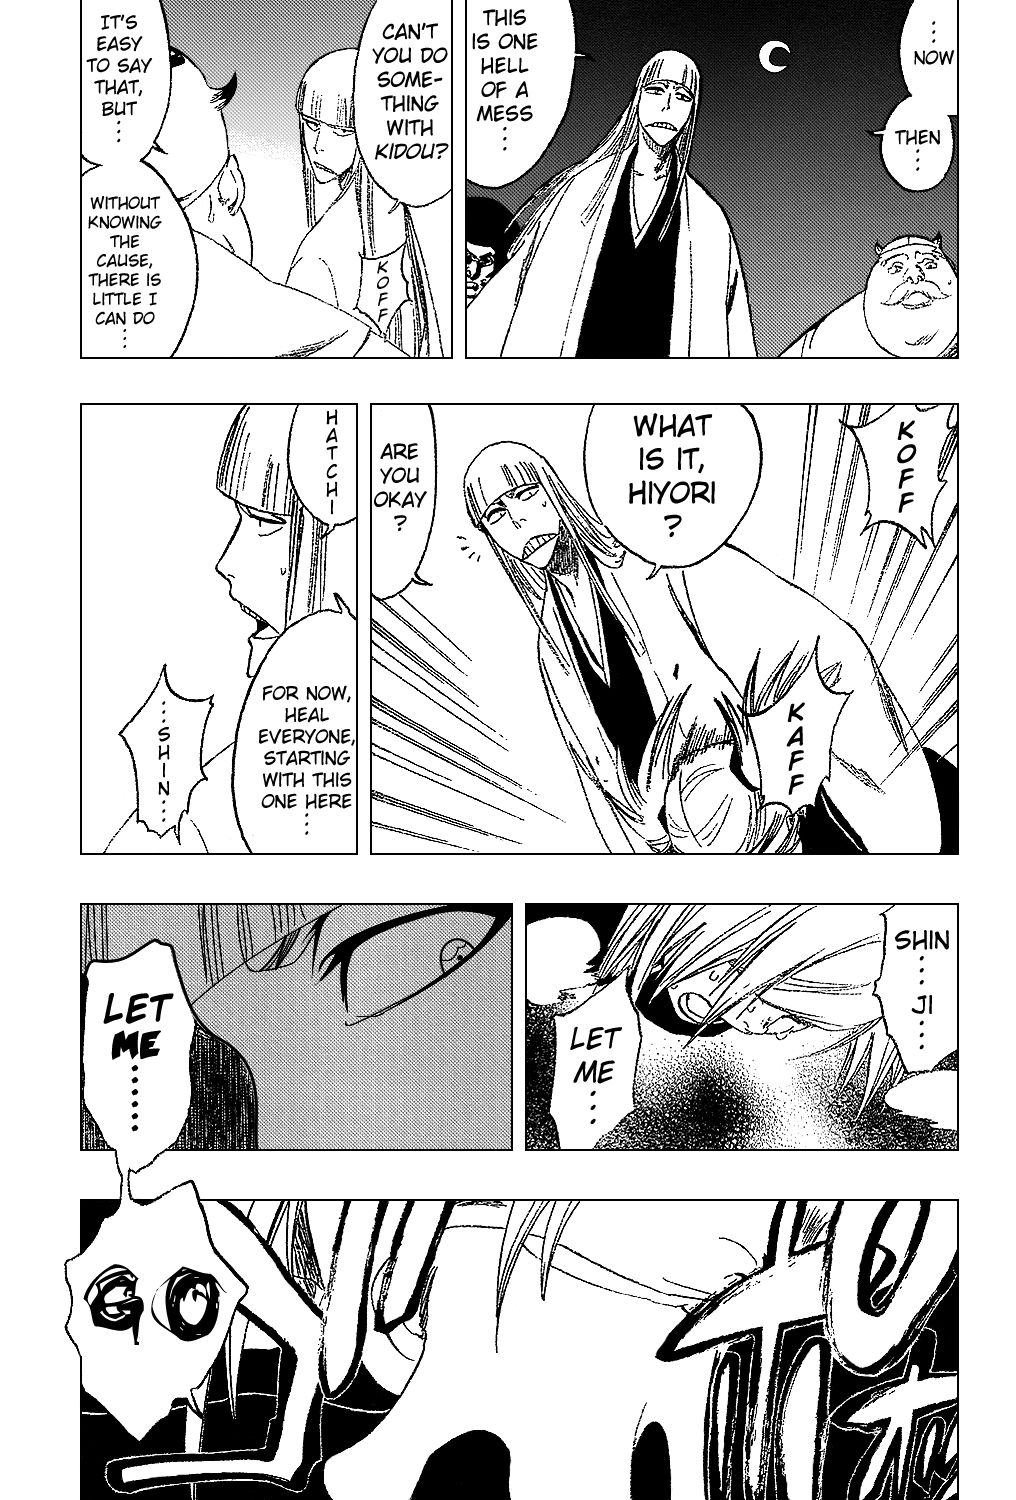 ...
NOW
THEN
...
THIS
IS ONE
HELL
OF A
MESS
...
CAN'T
YOU DO
SOME-
THING
WITH
KIDOU?
KOFF
IT'S
EASY
TO SAY
THAT,
BUT
...
WITHOUT
KNOWING
THE
CAUSE,
THERE IS
LITTLE I
CAN DO
...
KOFF
WHAT
IS IT,
HIYORI
?
KAFF
ARE
YOU
OKAY
?
HATCHI
FOR NOW,
HEAL
EVERYONE,
STARTING
WITH THIS
ONE HERE
...
...SHIN...
SHIN
...
JI
...
LET
ME
...
LET
ME
......
GO